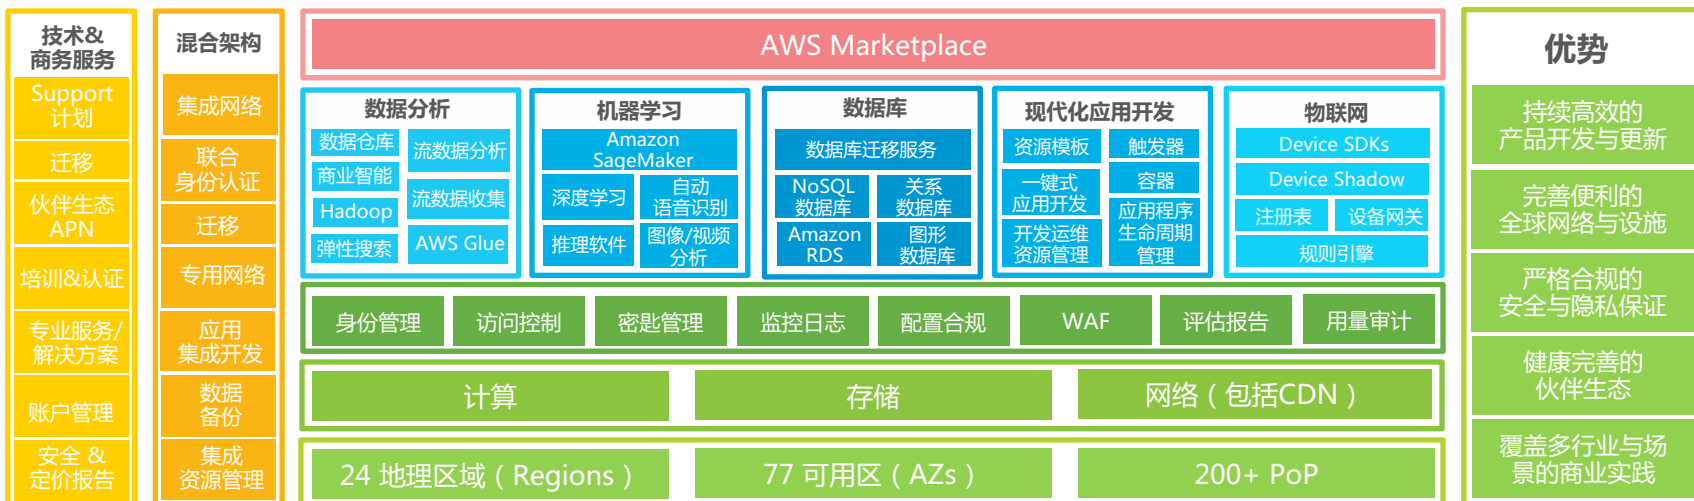 技术&
商务服务
Support
计划
迁移
伙伴生态
APN
培训&认证
专业服务/
解决方案
账户管理
安全 &
定价报告
混合架构
集成网络
联合
身份认证
迁移
专用网络
应用
集成开发
数据
备份
集成
资源管理
AWS Marketplace
数据分析
数据仓库
商业智能
Hadoop
弹性搜索
流数据分析
流数据收集
AWS Glue
机器学习
Amazon
SageMaker
深度学习
自动
语音识别
推理软件
图像/视频
分析
数据库
数据库迁移服务
NoSQL
数据库
关系
数据库
Amazon
RDS
图形
数据库
现代化应用开发
资源模板
一键式
应用开发
开发运维
资源管理
触发器
容器
应用程序
生命周期
管理
物联网
Device SDKs
Device Shadow
注册表
设备网关
规则引擎
身份管理
访问控制
密匙管理
监控日志
配置合规
WAF
评估报告
用量审计
计算
存储
网络（包括CDN）
24 地理区域（Regions）
77 可用区（AZs）
200+ PoP
优势
持续高效的
产品开发与更新
完善便利的
全球网络与设施
严格合规的
安全与隐私保证
健康完善的
伙伴生态
覆盖多行业与场
景的商业实践